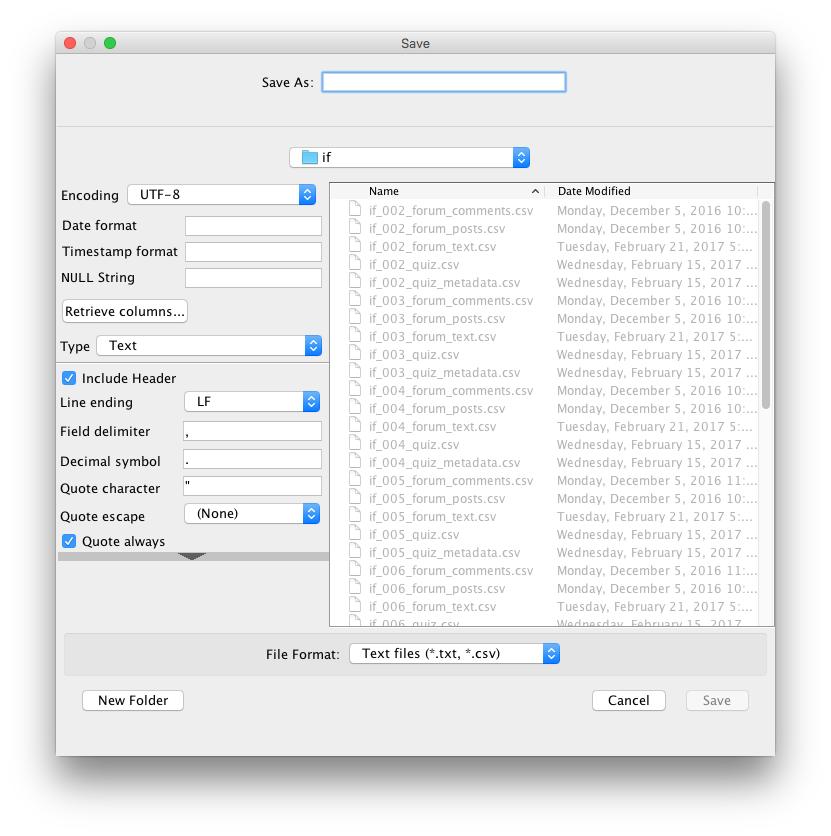 Save
Save As:
if
Encoding UTF-8
Date format
Timestamp format
NULL String
Retrieve columns...
Type Text
Include Header
Line ending LF
Field delimiter ,
Decimal symbol .
Quote character "
Quote escape (None)
Quote always
Name Date Modified
if_002_forum_comments.csv Monday, December 5, 2016 10:...
if_002_forum_posts.csv Monday, December 5, 2016 10:...
if_002_forum_text.csv Tuesday, February 21, 2017 5:...
if_002_quiz.csv Wednesday, February 15, 2017 ...
if_002_quiz_metadata.csv Wednesday, February 15, 2017 ...
if_003_forum_comments.csv Monday, December 5, 2016 10:...
if_003_forum_posts.csv Monday, December 5, 2016 10:...
if_003_forum_text.csv Tuesday, February 21, 2017 5:...
if_003_quiz.csv Wednesday, February 15, 2017 ...
if_003_quiz_metadata.csv Wednesday, February 15, 2017 ...
if_004_forum_comments.csv Monday, December 5, 2016 10:...
if_004_forum_posts.csv Monday, December 5, 2016 10:...
if_004_forum_text.csv Tuesday, February 21, 2017 5:...
if_004_quiz.csv Wednesday, February 15, 2017 ...
if_004_quiz_metadata.csv Wednesday, February 15, 2017 ...
if_005_forum_comments.csv Monday, December 5, 2016 11:...
if_005_forum_posts.csv Monday, December 5, 2016 10:...
if_005_forum_text.csv Tuesday, February 21, 2017 5:...
if_005_quiz.csv Wednesday, February 15, 2017 ...
if_005_quiz_metadata.csv Wednesday, February 15, 2017 ...
if_006_forum_comments.csv Monday, December 5, 2016 11:...
if_006_forum_posts.csv Monday, December 5, 2016 10:...
if_006_forum_text.csv Tuesday, February 21, 2017 5:...
if_006_quiz.csv Wednesday, February 15, 2017 ...
File Format: Text files (*.txt, *.csv)
New Folder Cancel Save